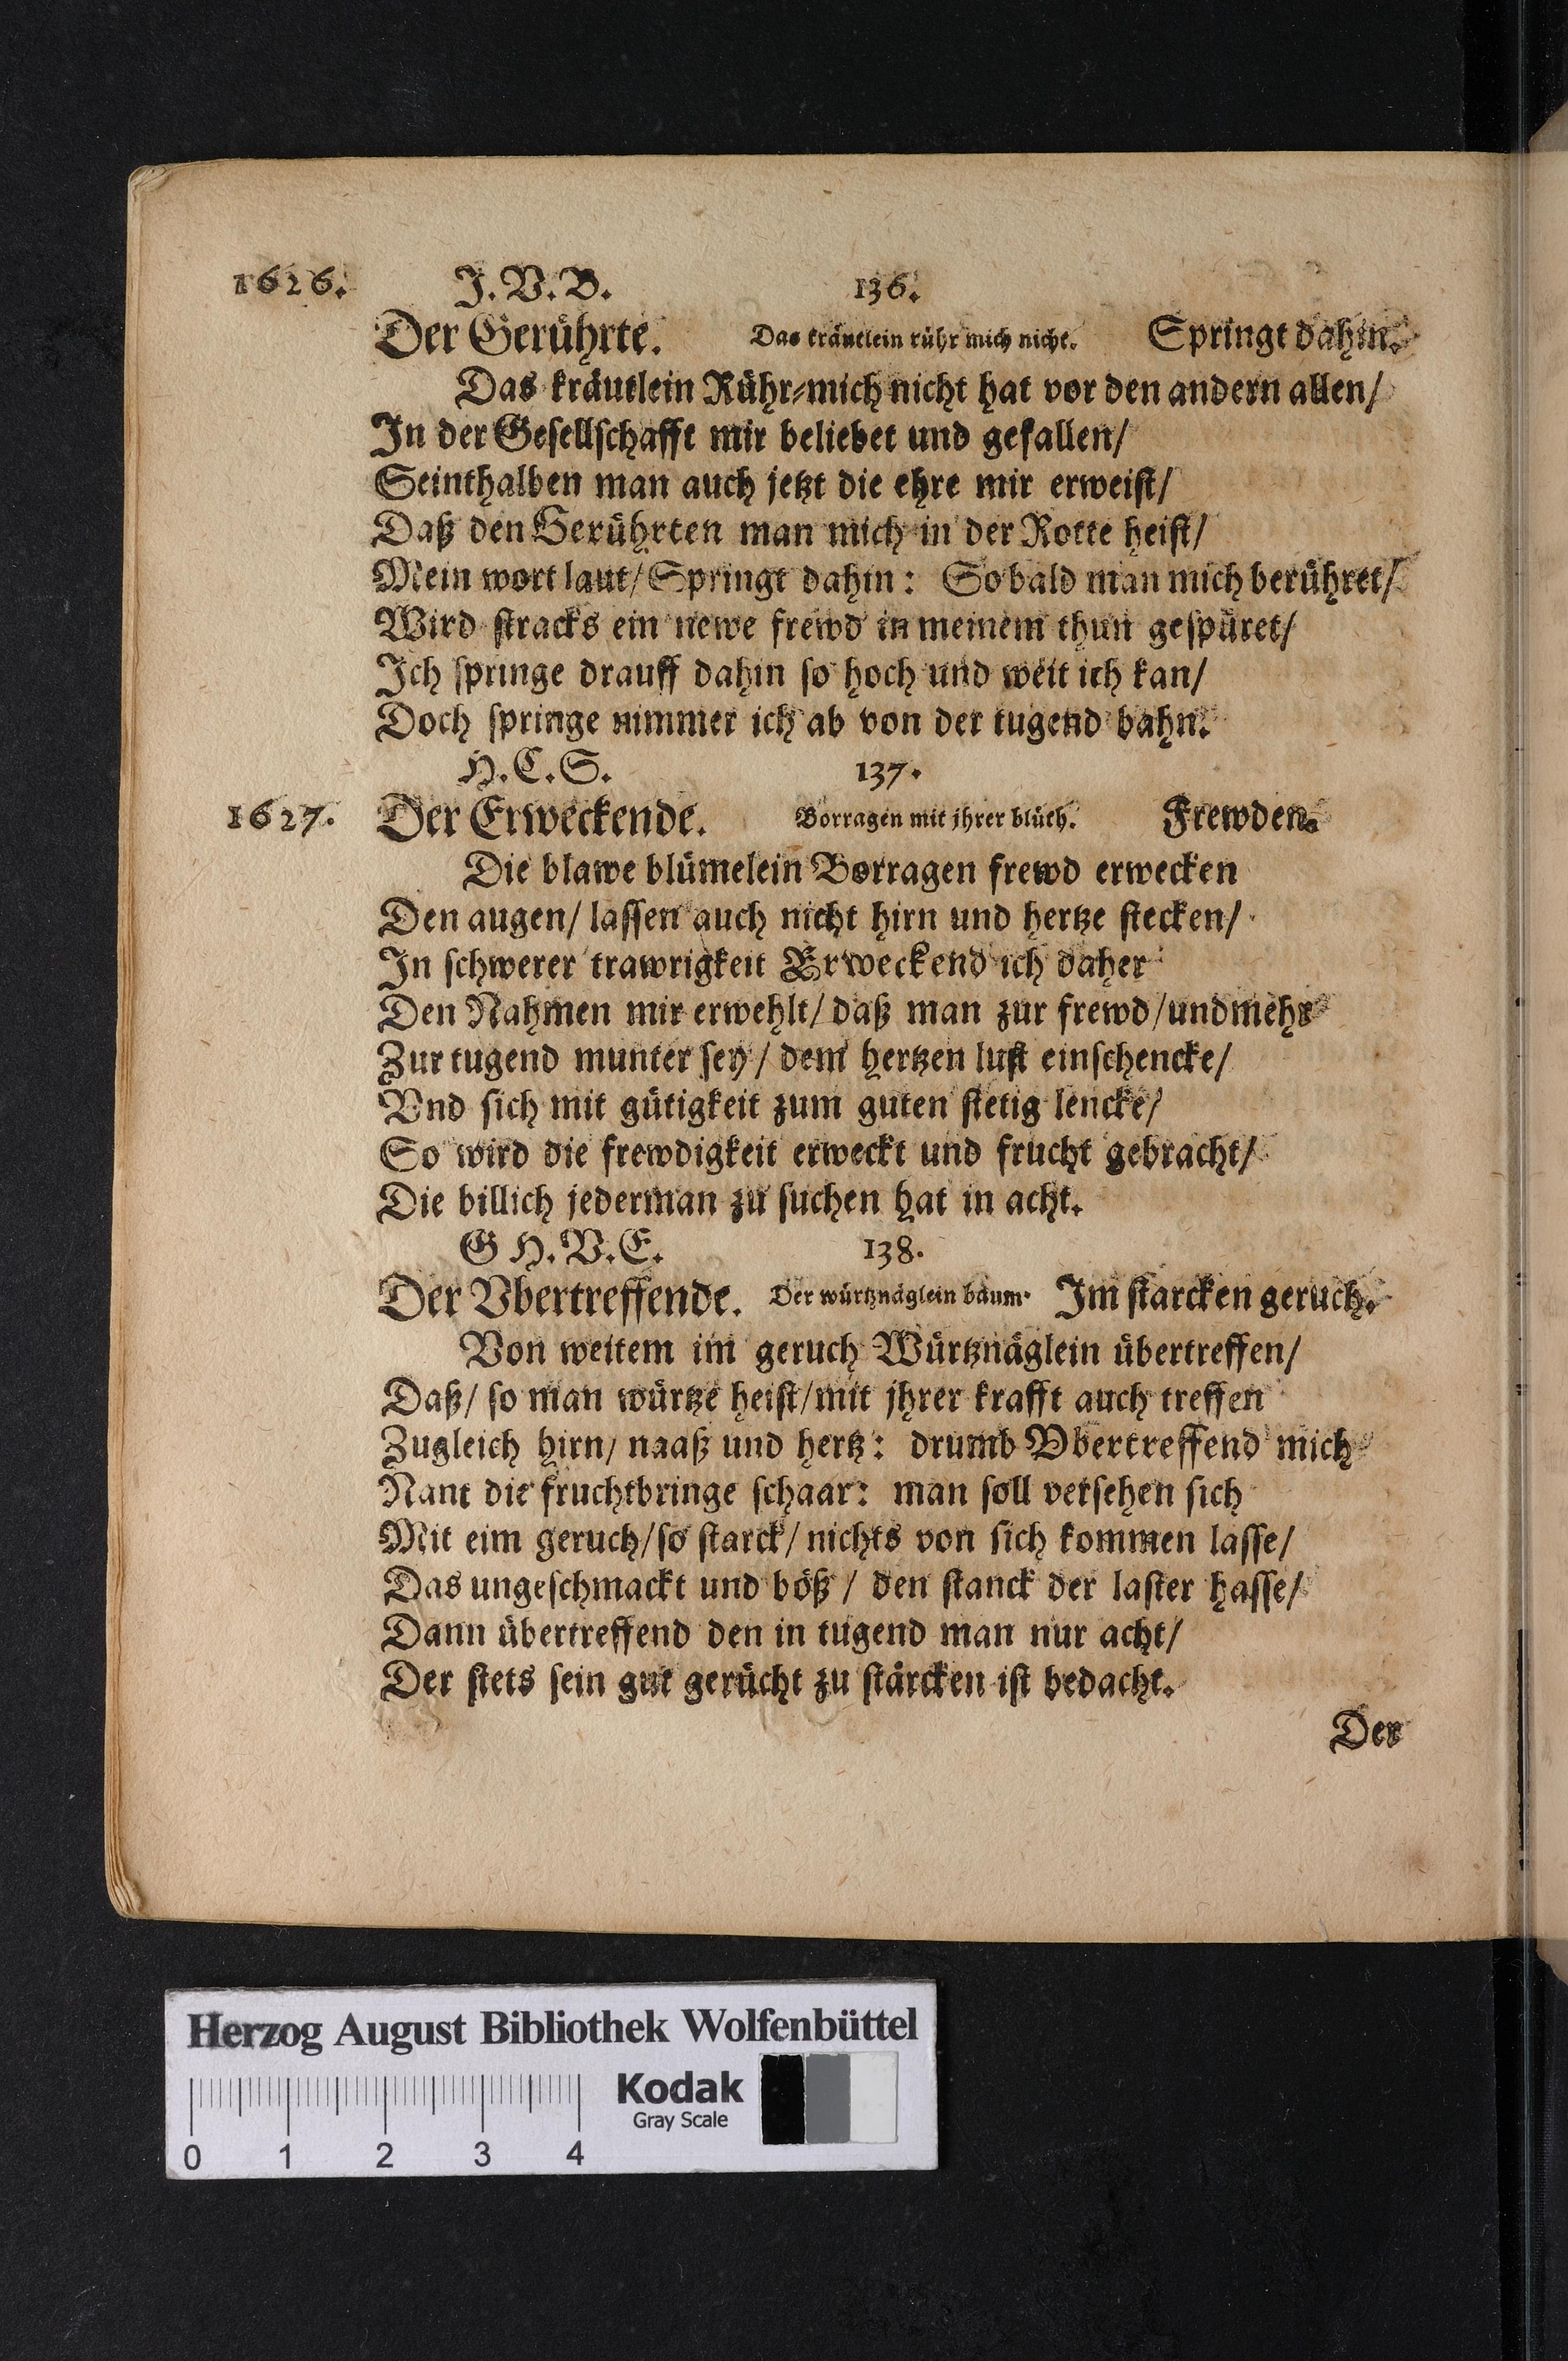 1626. J. V. B. 136.
Der Gerührte. Das kräutlein rühr mich nicht. Springt dahin.
Das kräutlein Rühr-mich nicht hat vor den andern allen/
In der Gesellschafft mir beliebet und gefallen/
Seinthalben man auch jetzt die ehre mir erweist/
Daß den Gerührten man mich in der Rotte heist/
Mein wort laut/ Springt dahin: So bald man mich berühret/
Wird stracks ein newe frewd in meinem thun gespüret/
Ich springe drauff dahin so hoch und weit ich kan/
Doch springe nimmer ich ab von der tugend bahn.
H. C. S. 137.
1627. Der Erweckende. Borragen mit jhrer blüth. Frewden.
Die blawe blümelein Borragen frewd erwecken
Den augen/ lassen auch nicht hirn und hertze stecken/
In schwerer trawrigkeit Erweckend ich daher
Den Nahmen mir erwehlt/ daß man zur frewd/ und mehr
Zur tugend munter sey/ dem hertzen lust einschencke/
Vnd sich mit gütigkeit zum guten stetig lencke/
So wird die frewdigkeit erweckt und frucht gebracht/
Die billich jederman zu suchen hat in acht.
G H. V. E. 138.
Der Vbertreffende. Der würtznäglein baum. Im starcken geruch.
Von weitem im geruch Würtznäglein übertreffen/
Daß/ so man würtze heist/ mit jhrer krafft auch treffen
Zugleich hirn/ naaß und hertz: drumb Vbertreffend mich
Nant die fruchtbringe schaar: man soll versehen sich
Mit eim geruch/ so starck/ nichts von sich kommen lasse/
Das ungeschmackt und böß/ den stanck der laster hasse/
Dann übertreffend den in tugend man nur acht/
Der stets sein gut gerücht zu stärcken ist bedacht.
Der
Herzog August Bibliothek Wolfenbüttel
Kodak
Gray Scale
0 1 2 3 4